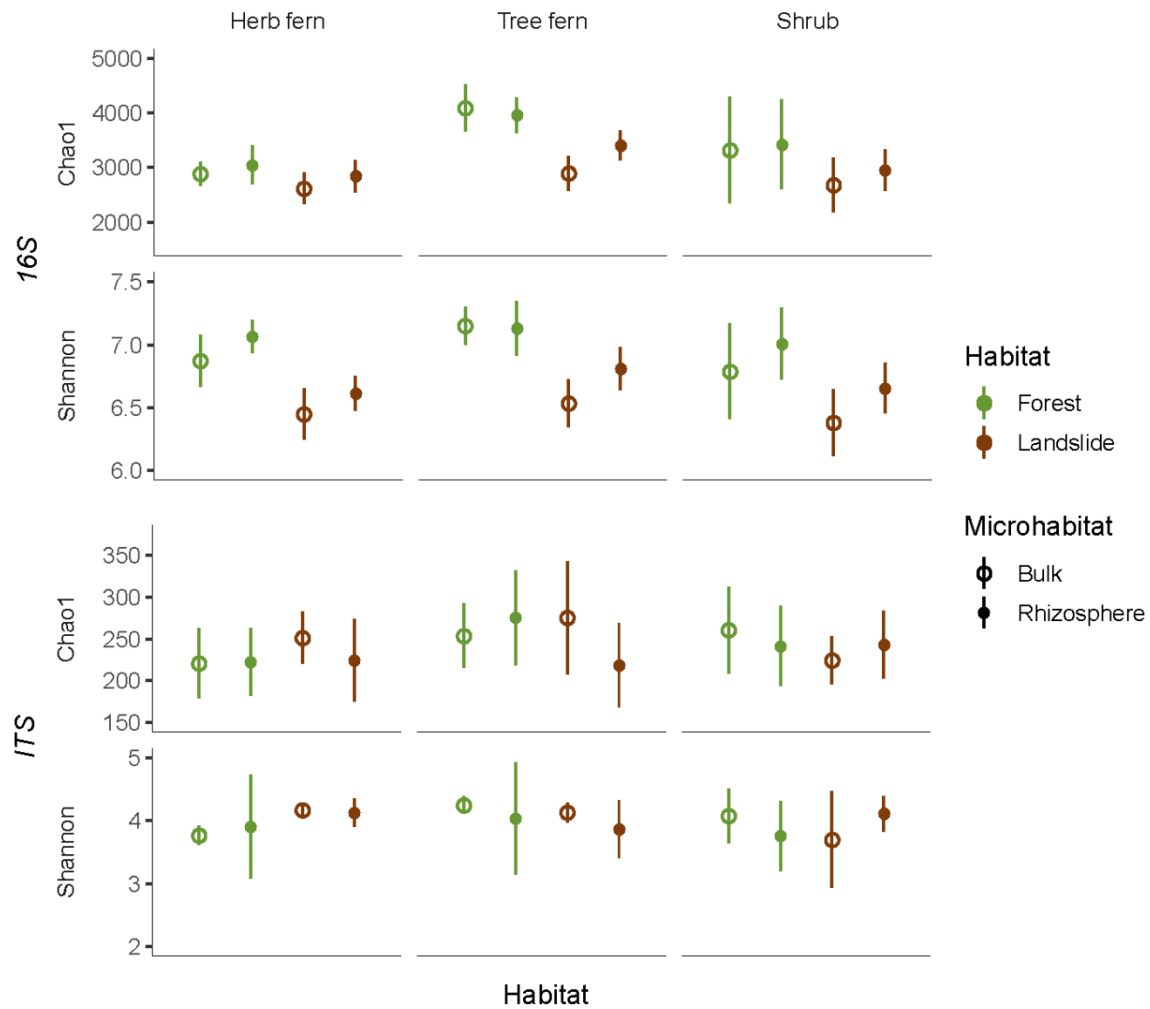 Herb fern Tree fern Shrub
5000
4000
3000
2000
Chao1
16S
7.5
7.0
6.5
6.0
Shannon
350
300
250
200
150
Chao1
ITS
5
4
3
2
Shannon
Habitat
Habitat
Forest
Landslide
Microhabitat
Bulk
Rhizosphere